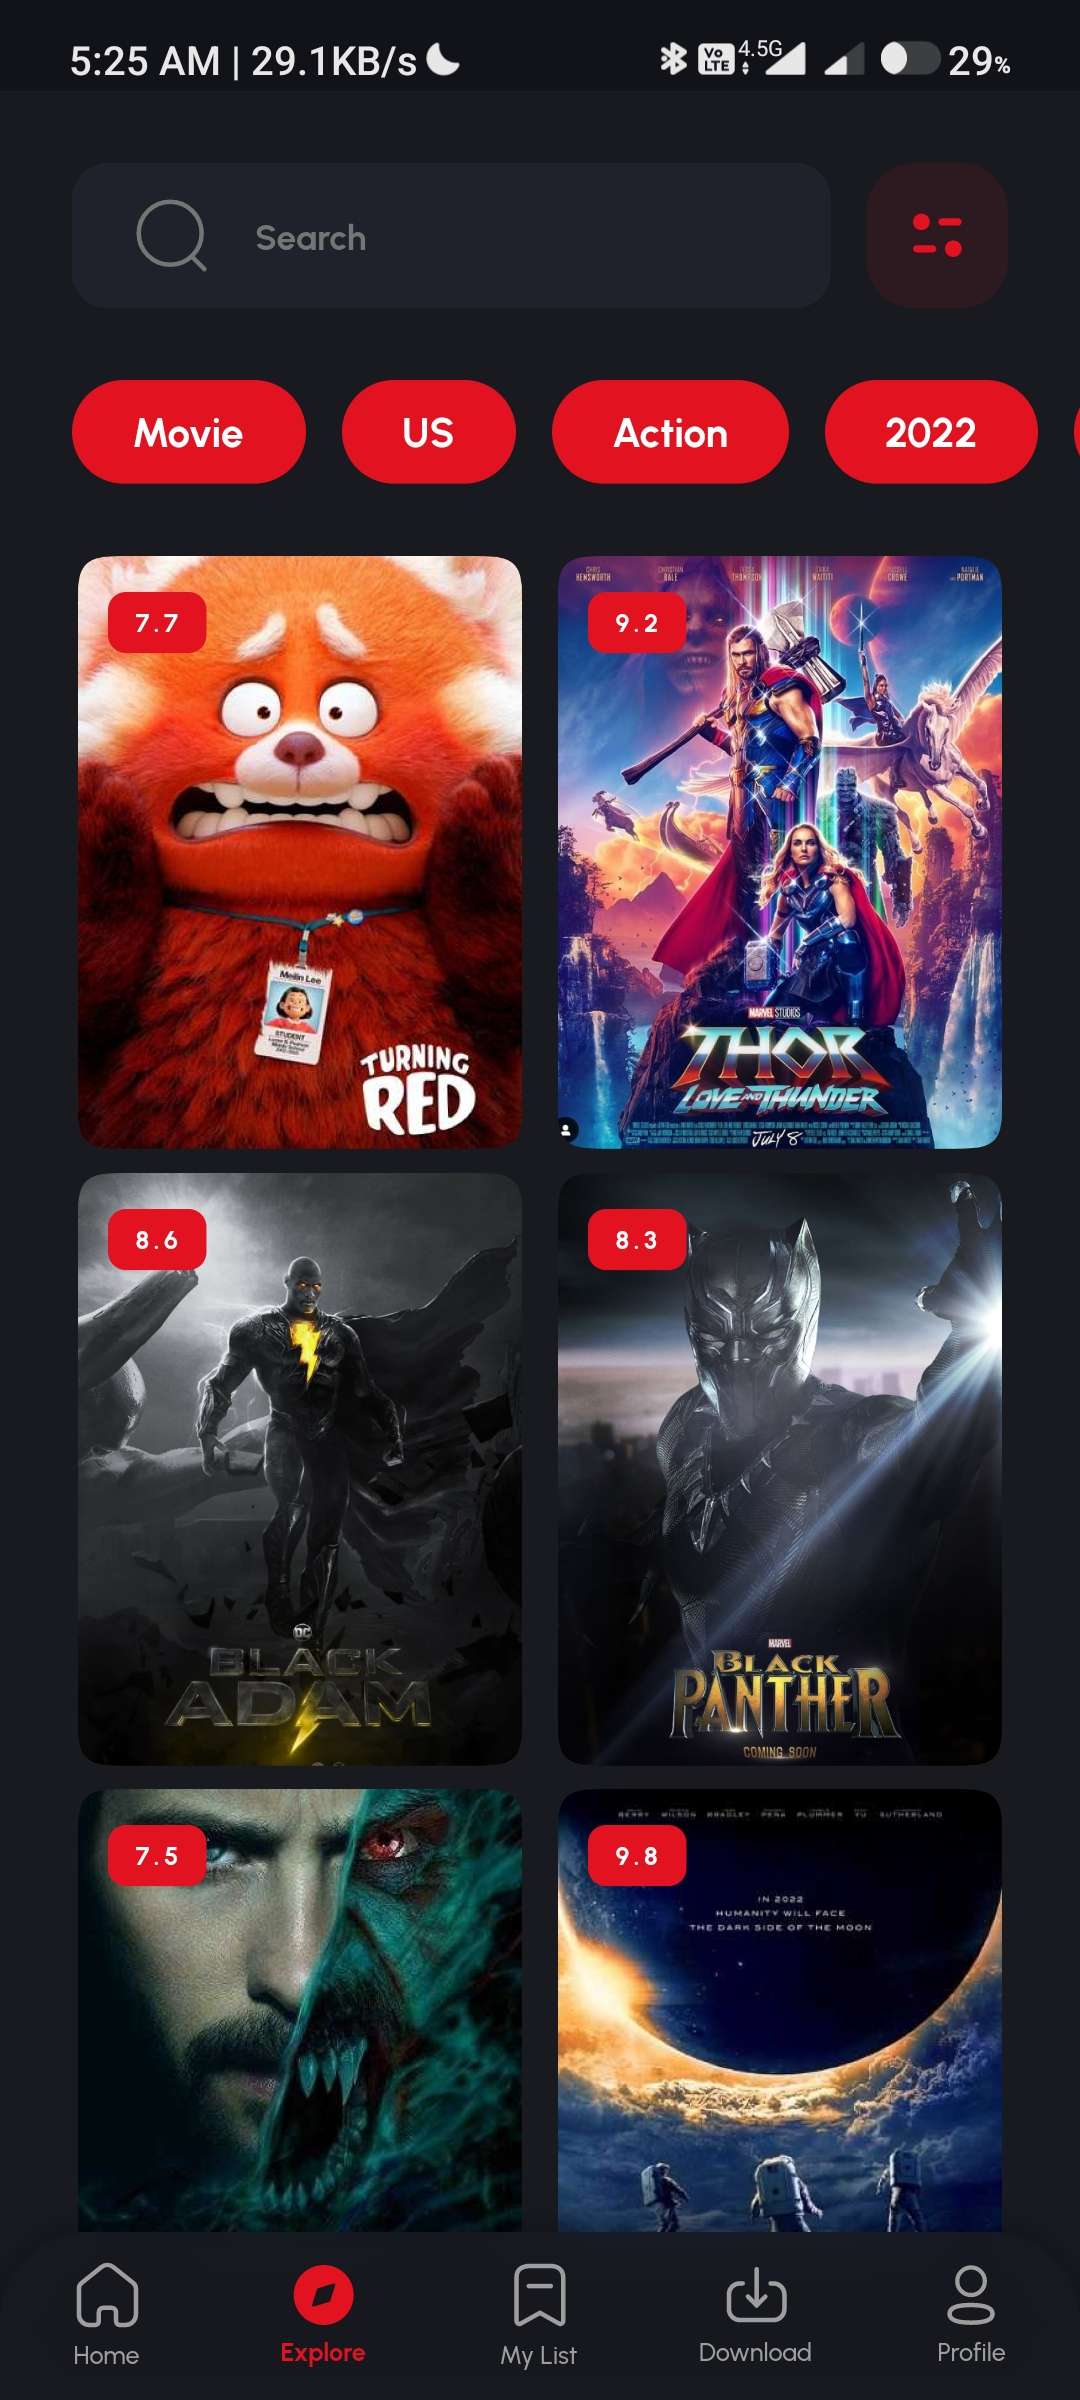 5:25 AM | 29.1KB/s
Vo LTE 4.5G 29%
Search
Movie US Action 2022
7.7
Meilin Lee
STUDENT
TURNING
RED
9.2
CHRIS HEMSWORTH CHRISTIAN BALE TESSA THOMPSON TAIKA WAITITI RUSSELL CROWE NATALIE PORTMAN
MARVEL STUDIOS
THOR
LOVE AND THUNDER
JULY 8
8.6
DC
BLACK
ADAM
8.3
MARVEL
BLACK
PANTHER
COMING SOON
7.5
9.8
BERRY WILSON BRADLEY PEÑA PLUMMER YU SUTHERLAND
IN 2022
HUMANITY WILL FACE
THE DARK SIDE OF THE MOON
Home Explore My List Download Profile